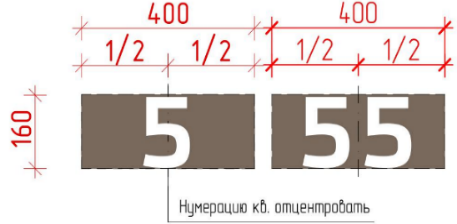 400 400
1/2 1/2 1/2 1/2
160 5 55
Нумерацию кв. отцентровать